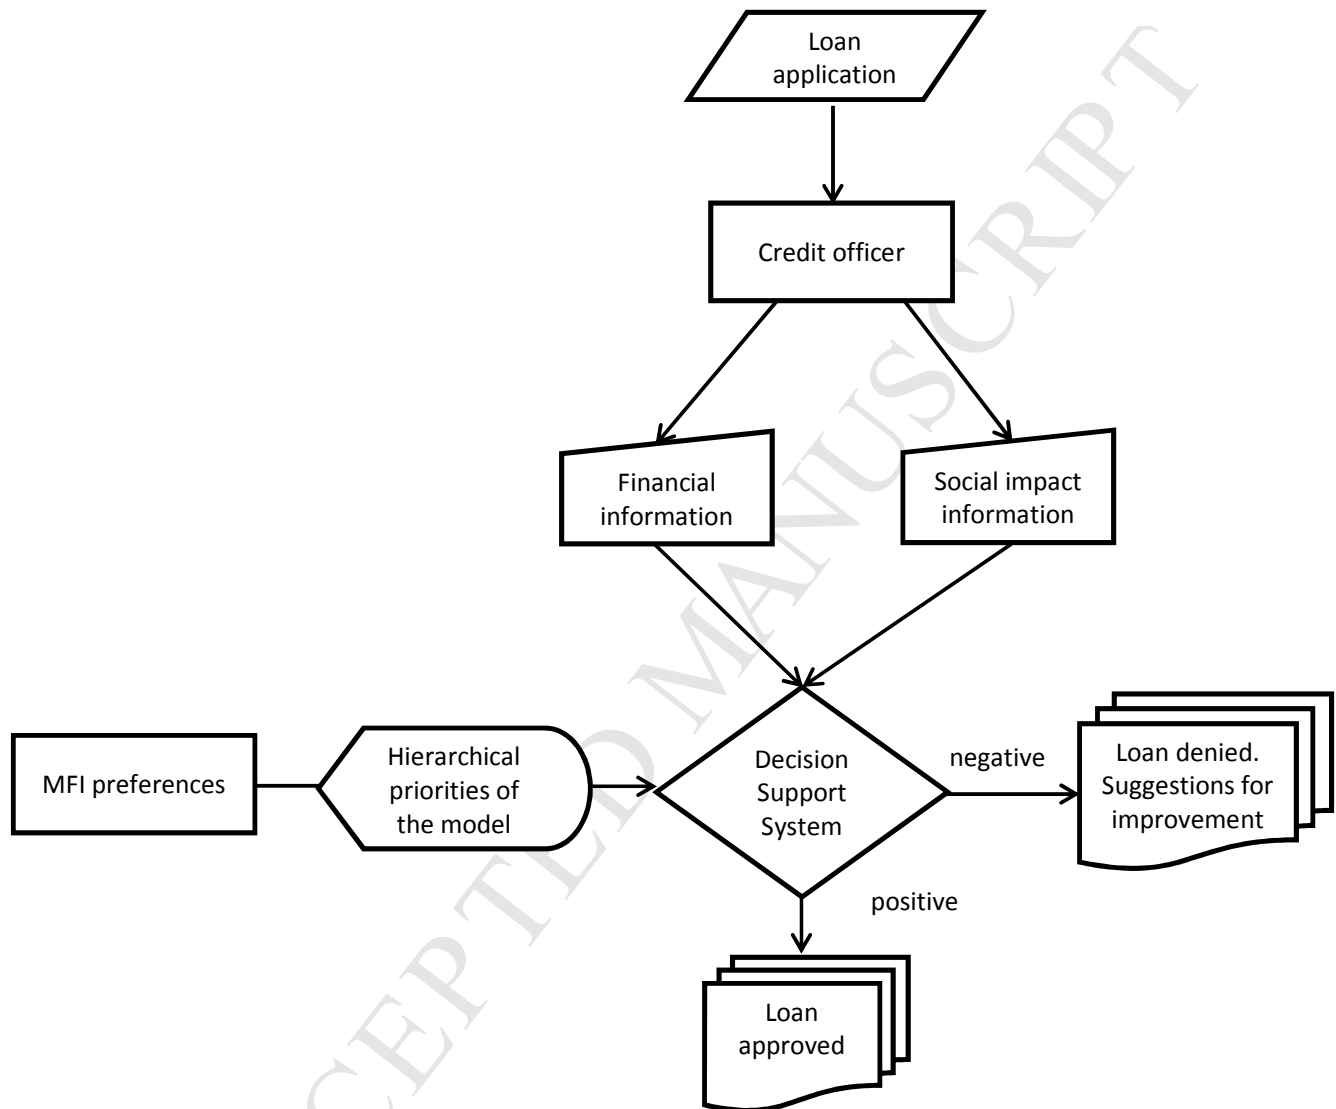 Loan
application
Credit officer
Financial
information
Social impact
information
MFI preferences
Hierarchical
priorities of
the model
Decision
Support
System
negative
Loan denied.
Suggestions for
improvement
positive
Loan
approved
CEPTED MANUSCRIPT